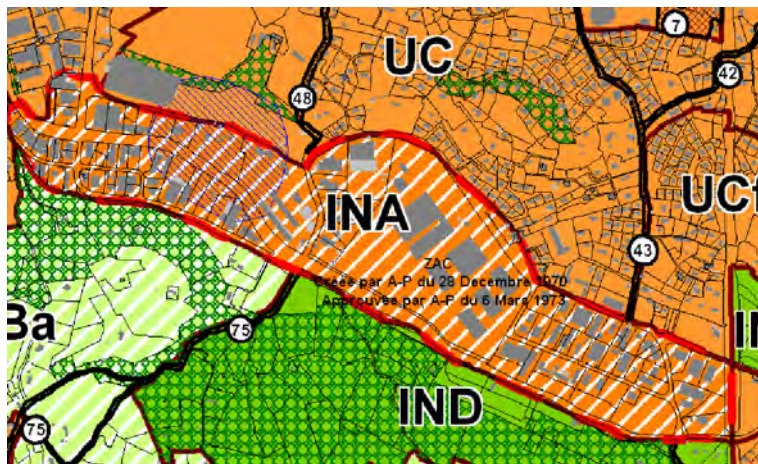 7
UC
42
48
UCf
INA
43
ZAC
Créée par A-P du 28 Decembre 1970
Approuvée par A-P du 6 Mars 1973
Ba
75
IN
IND
75